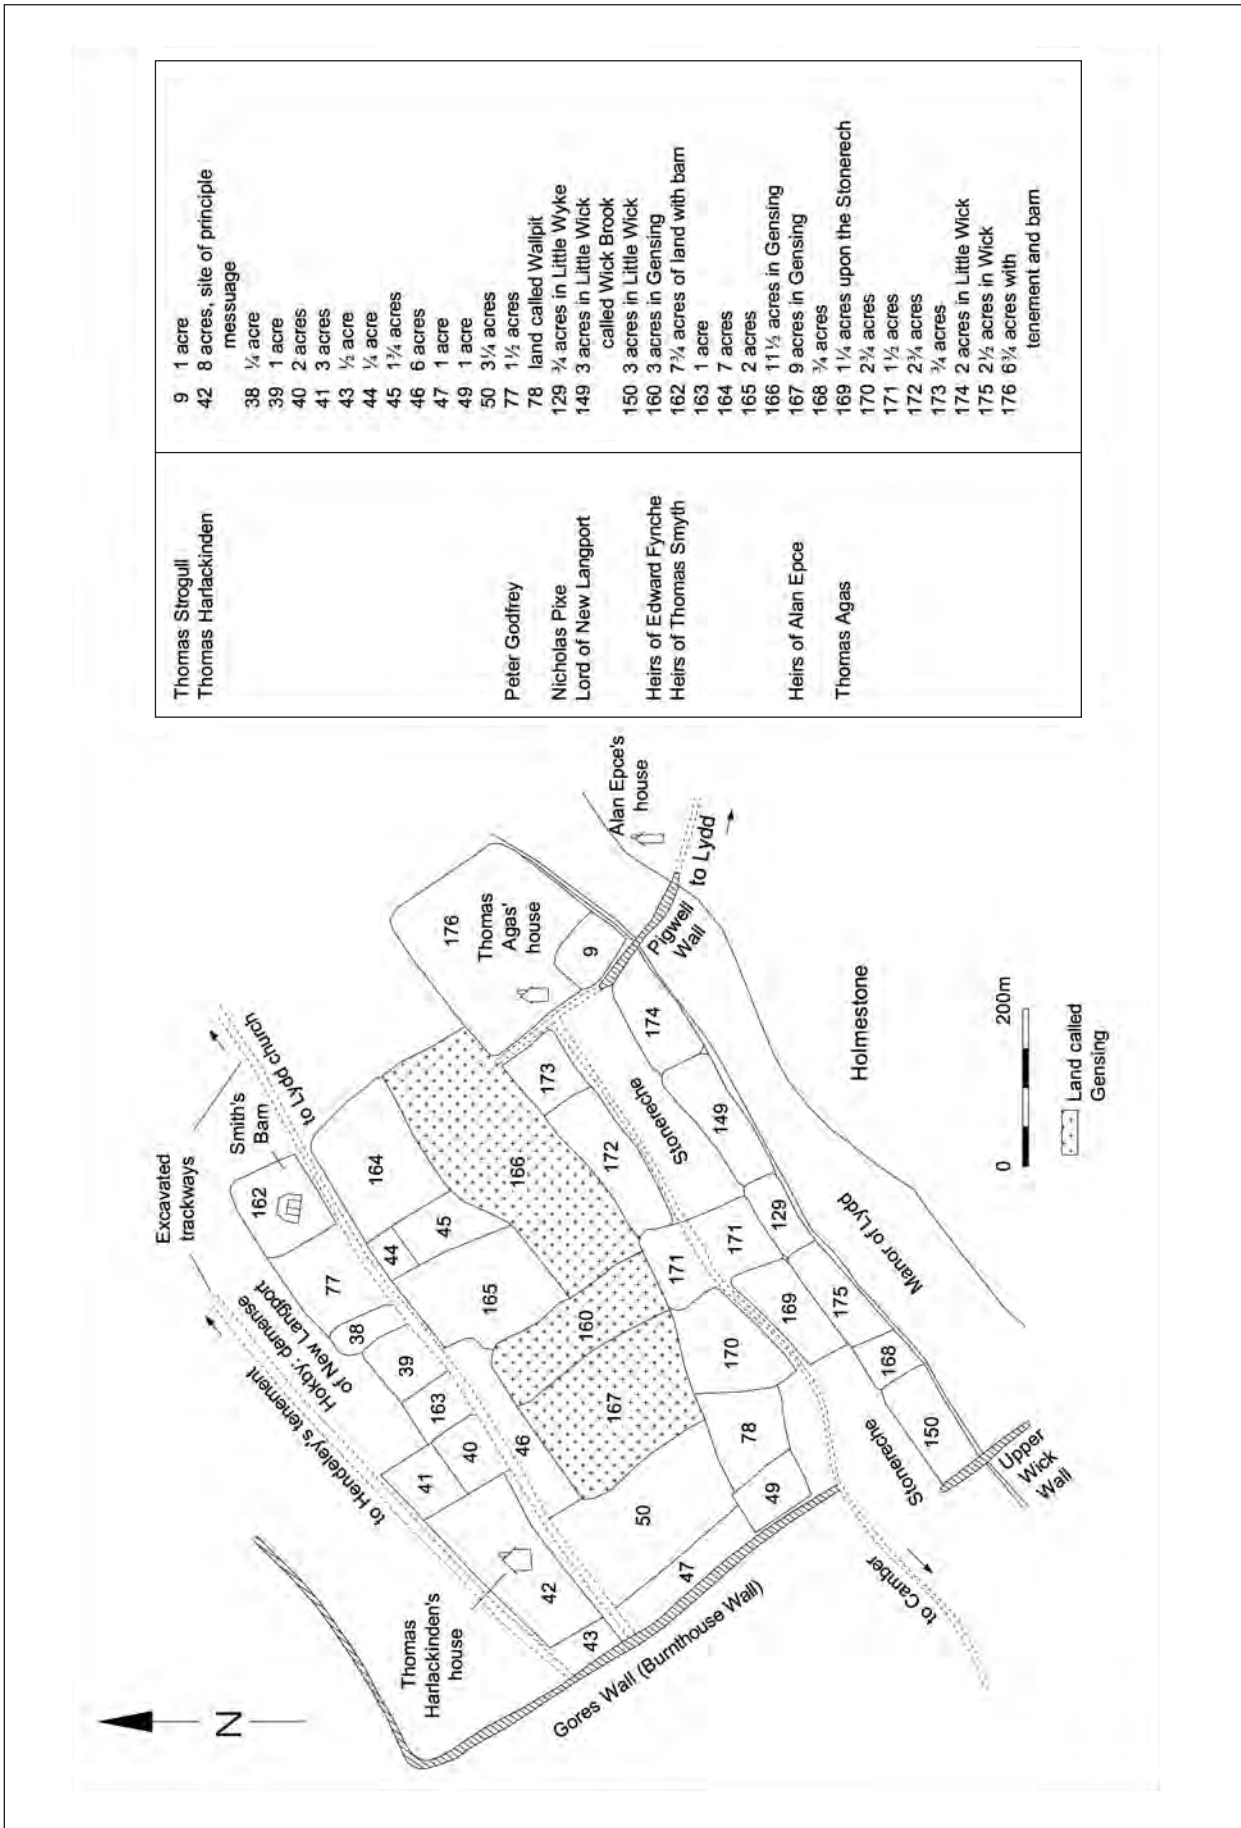 Thomas Strogull 9 1 acre
Thomas Harlackinden 42 8 acres, site of principle
messuage
38 ¼ acre
39 1 acre
40 2 acres
41 3 acres
43 ½ acre
44 ¼ acre
45 1¾ acres
46 6 acres
47 1 acre
49 1 acre
50 3¼ acres
Peter Godfrey 77 1½ acres
78 land called Wallpit
Nicholas Pixe 129 ¾ acres in Little Wyke
Lord of New Langport 149 3 acres in Little Wick
called Wick Brook
150 3 acres in Little Wick
Heirs of Edward Fynche 160 3 acres in Gensing
Heirs of Thomas Smyth 162 7¾ acres of land with barn
163 1 acre
164 7 acres
165 2 acres
166 11½ acres in Gensing
Heirs of Alan Epce 167 9 acres in Gensing
168 ¾ acres
Thomas Agas 169 1¼ acres upon the Stonerech
170 2¾ acres
171 1½ acres
172 2¾ acres
173 ¾ acres
174 2 acres in Little Wick
175 2½ acres in Wick
176 6¾ acres with
tenement and barn
N
Excavated
trackways
Smith's
Barn
to Lydd church
Hokby: demense
of New Langport
to Hendeley's tenement
Thomas
Harlackinden's
house
Gores Wall (Burnthouse Wall)
Thomas
Agas'
house
Alan Epce's
house
to Lydd
Pigwell
Wall
Stonereche
Stonereche
Holmestone
Manor of Lydd
Upper
Wick
Wall
to Camber
162
77
38
39
163
40
41
42
43
44
45
46
47
49
50
78
164
165
166
160
167
170
171
171
172
173
176
9
174
149
129
169
175
168
150
0 200m
Land called
Gensing